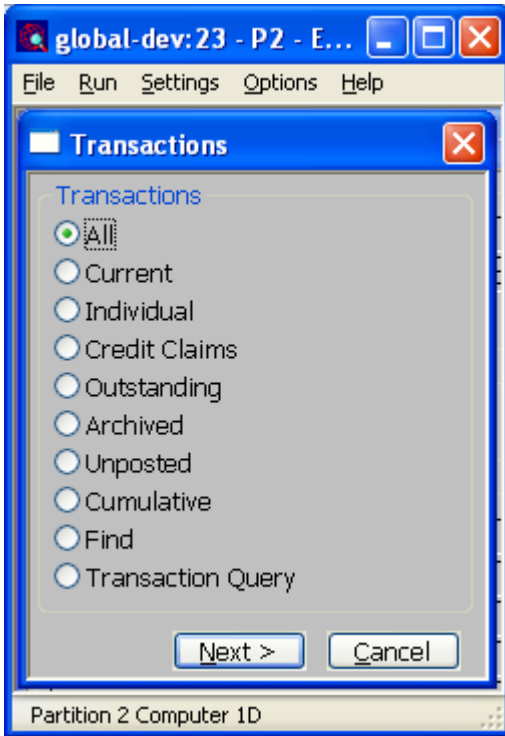 global-dev:23 - P2 - E...
File Run Settings Options Help
Transactions
Transactions
All
Current
Individual
Credit Claims
Outstanding
Archived
Unposted
Cumulative
Find
Transaction Query
Next > Cancel
Partition 2 Computer 1D